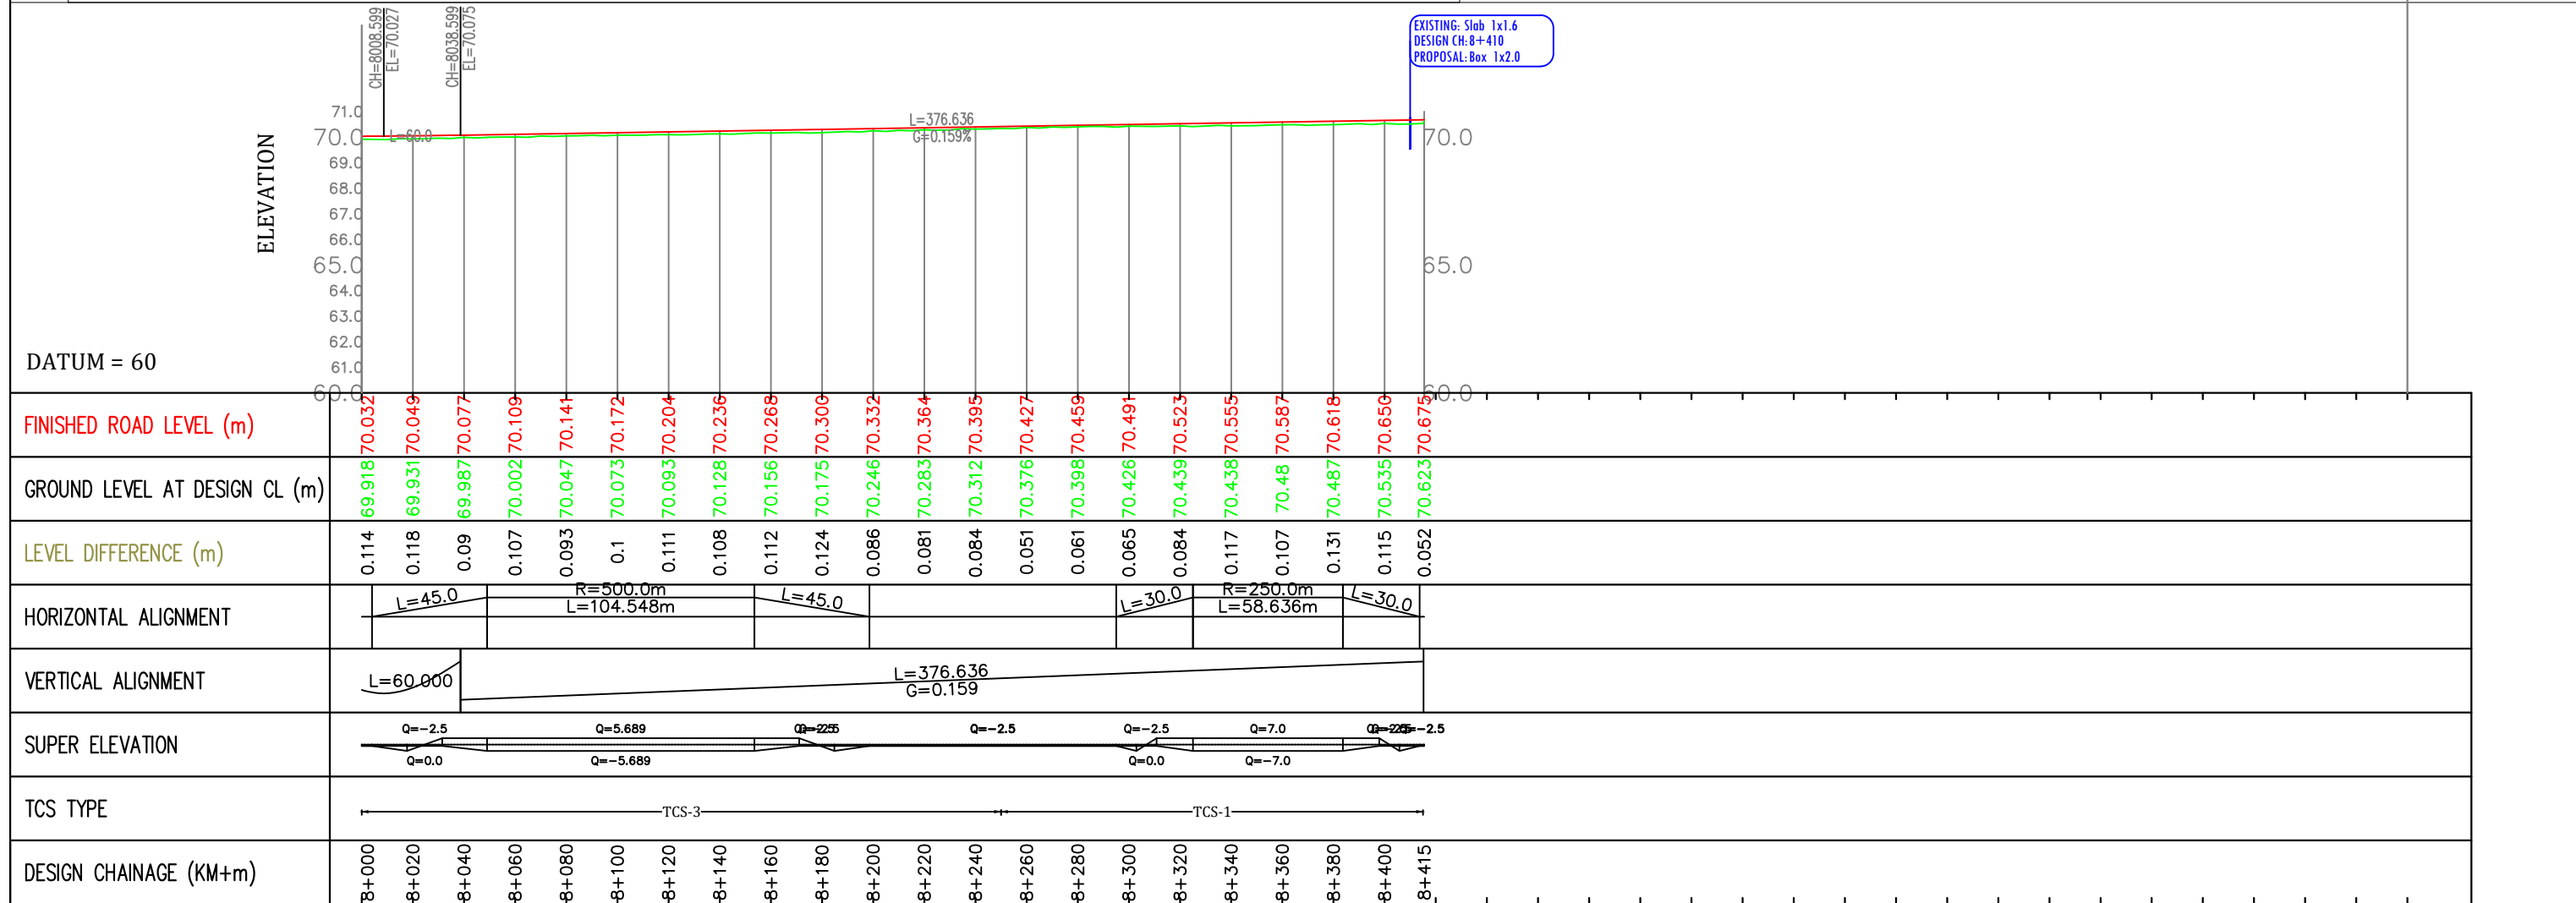 CH=8008.599
EL=70.027
CH=8038.599
EL=70.075
EXISTING: Slab 1x1.6
DESIGN CH: 8+410
PROPOSAL: Box 1x2.0
ELEVATION
71.0
70.0
69.0
68.0
67.0
66.0
65.0
64.0
63.0
62.0
61.0
60.0
L=60.0
L=376.636
G=0.159%
70.0
65.0
60.0
DATUM = 60
FINISHED ROAD LEVEL (m) 70.032 70.049 70.077 70.109 70.141 70.172 70.204 70.236 70.268 70.300 70.332 70.364 70.395 70.427 70.459 70.491 70.523 70.555 70.587 70.618 70.650 70.675
GROUND LEVEL AT DESIGN CL (m) 69.918 69.931 69.987 70.002 70.047 70.073 70.093 70.128 70.156 70.175 70.246 70.283 70.312 70.376 70.398 70.426 70.439 70.438 70.48 70.487 70.535 70.623
LEVEL DIFFERENCE (m) 0.114 0.118 0.09 0.107 0.093 0.1 0.111 0.108 0.112 0.124 0.086 0.081 0.084 0.051 0.061 0.065 0.084 0.117 0.107 0.131 0.115 0.052
HORIZONTAL ALIGNMENT
L=45.0
R=500.0m
L=104.548m
L=45.0
L=30.0
R=250.0m
L=58.636m
L=30.0
VERTICAL ALIGNMENT
L=60.000
L=376.636
G=0.159
SUPER ELEVATION
Q=-2.5 Q=5.689 Q=-2.5 Q=-2.5 Q=7.0 Q=-2.5
Q=0.0 Q=-5.689 Q=0.0 Q=-7.0
TCS TYPE TCS-3 TCS-1
DESIGN CHAINAGE (KM+m) 8+000 8+020 8+040 8+060 8+080 8+100 8+120 8+140 8+160 8+180 8+200 8+220 8+240 8+260 8+280 8+300 8+320 8+340 8+360 8+380 8+400 8+415